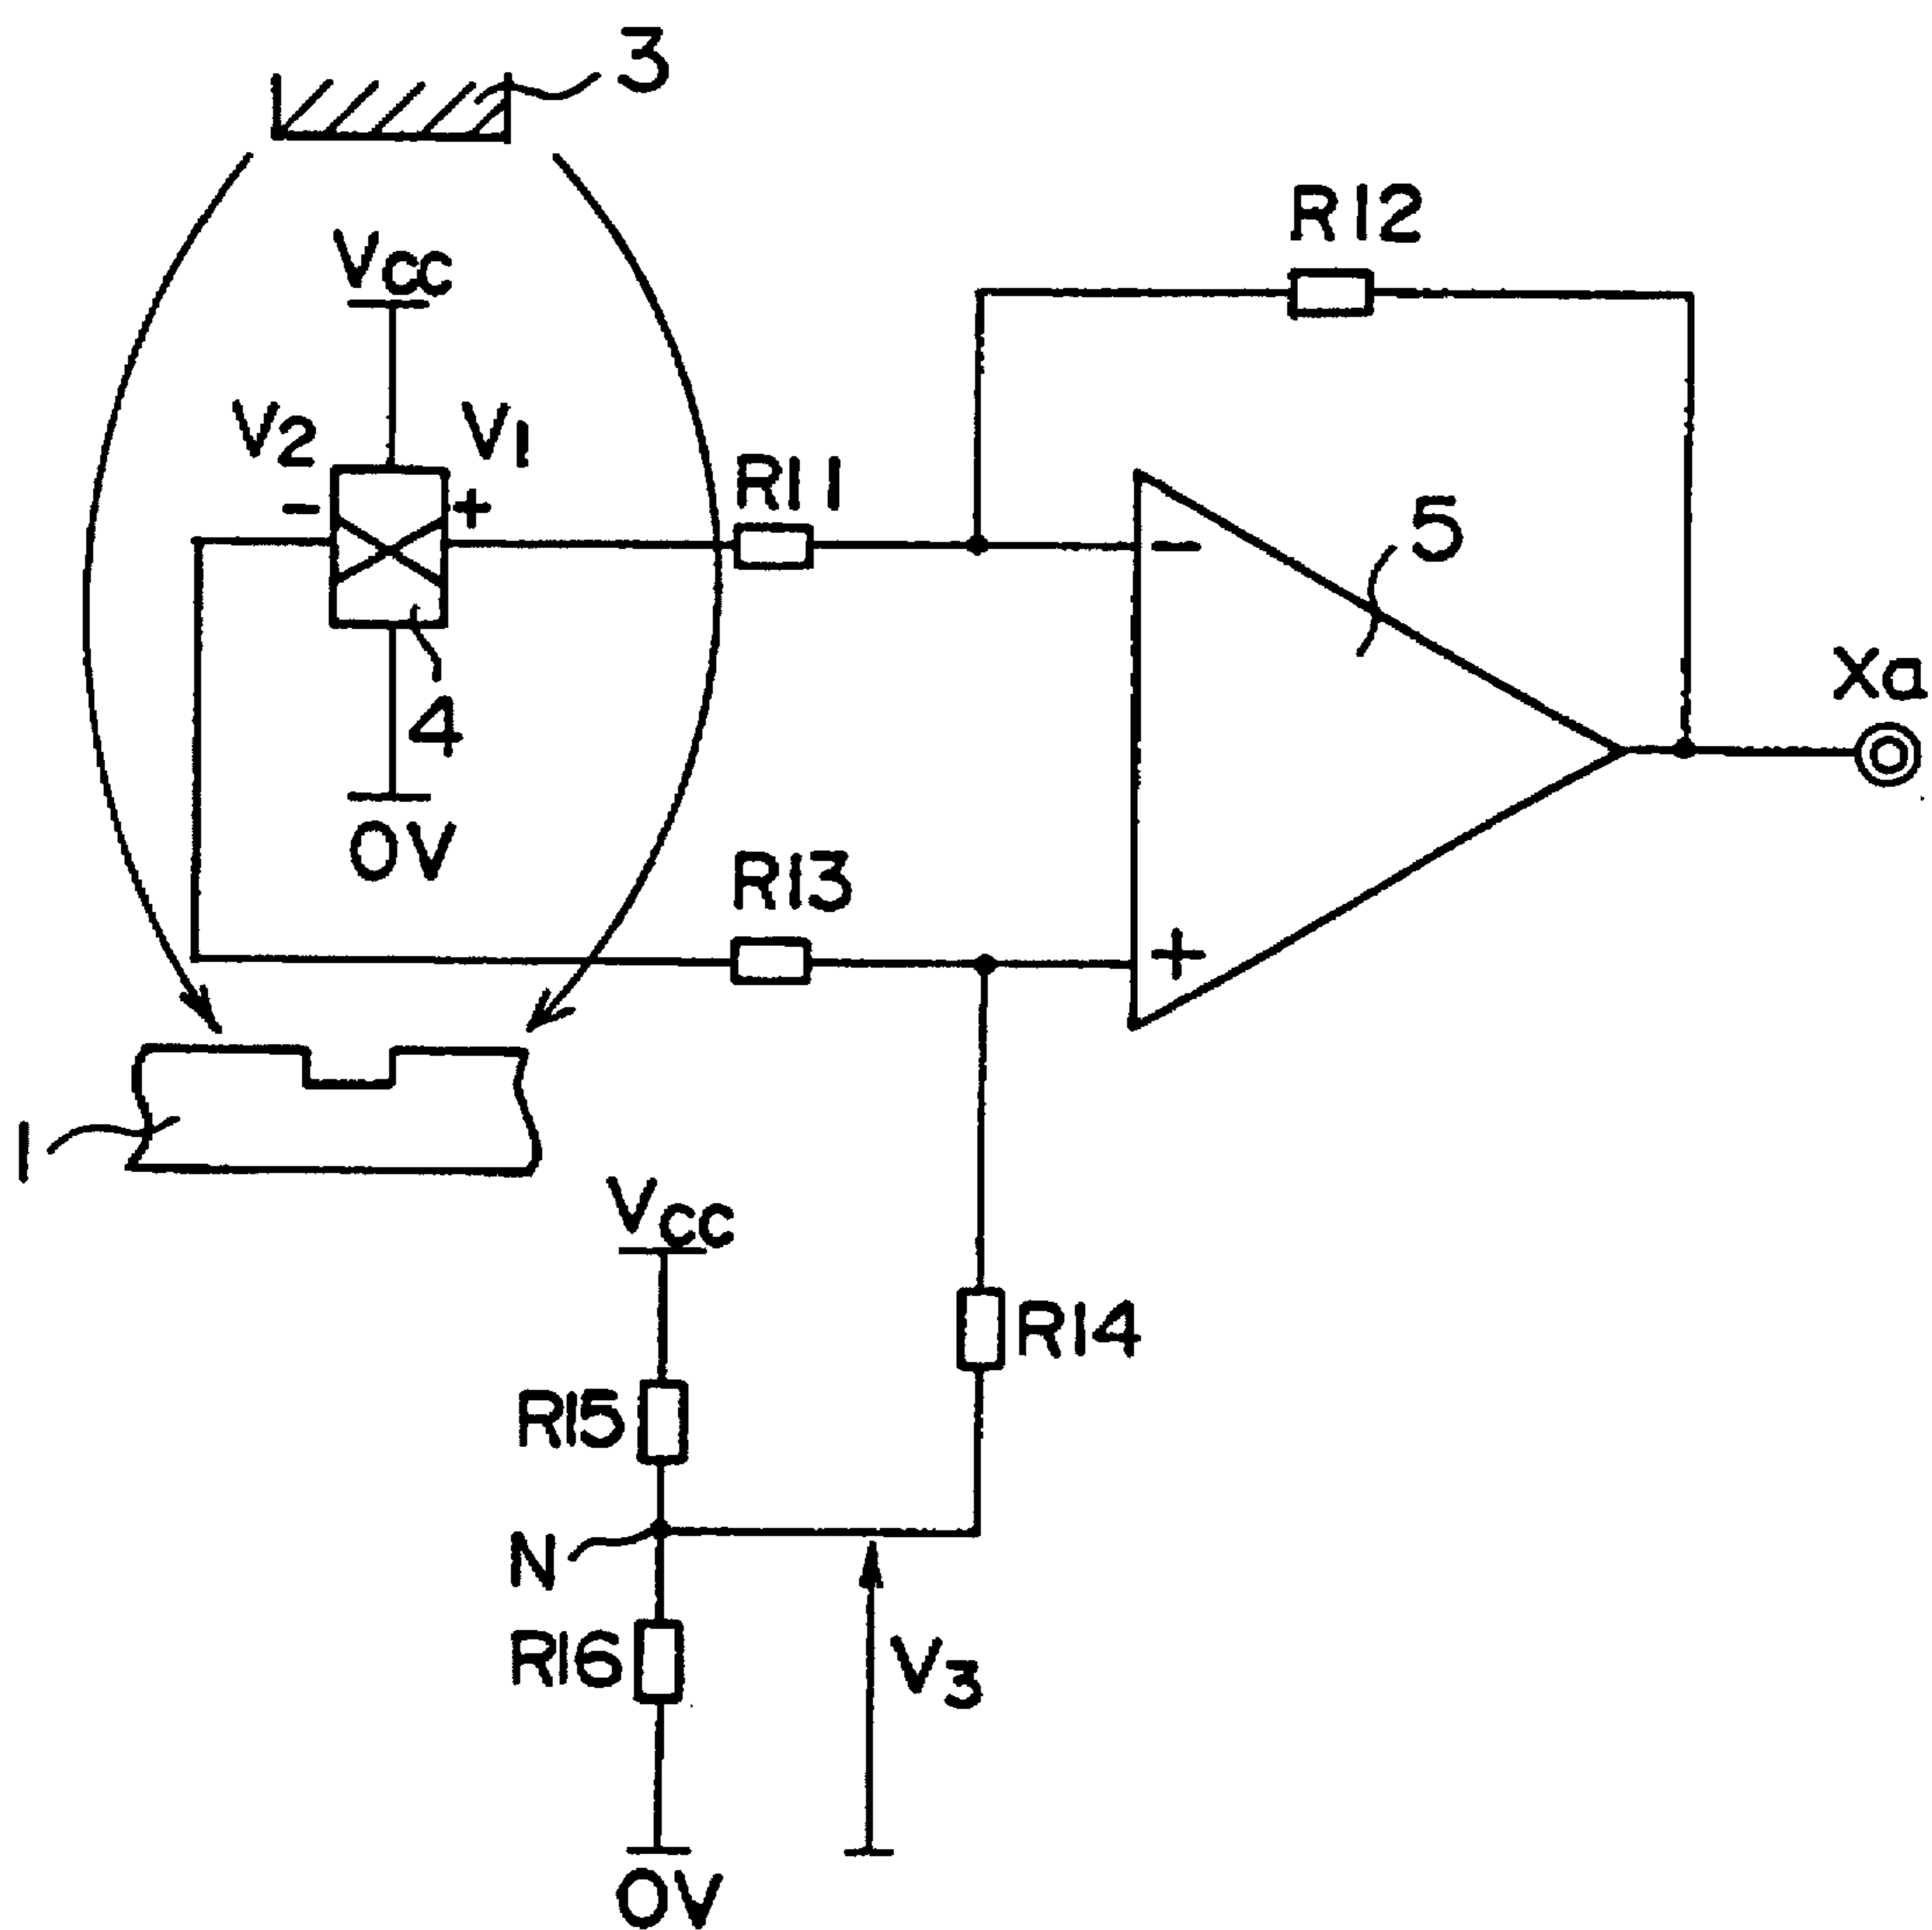 3
R12
Vcc
V2
V1
-
+
R11
-
5
Xa
4
0V
R13
+
1
Vcc
R14
R15
N
R16
V3
0V